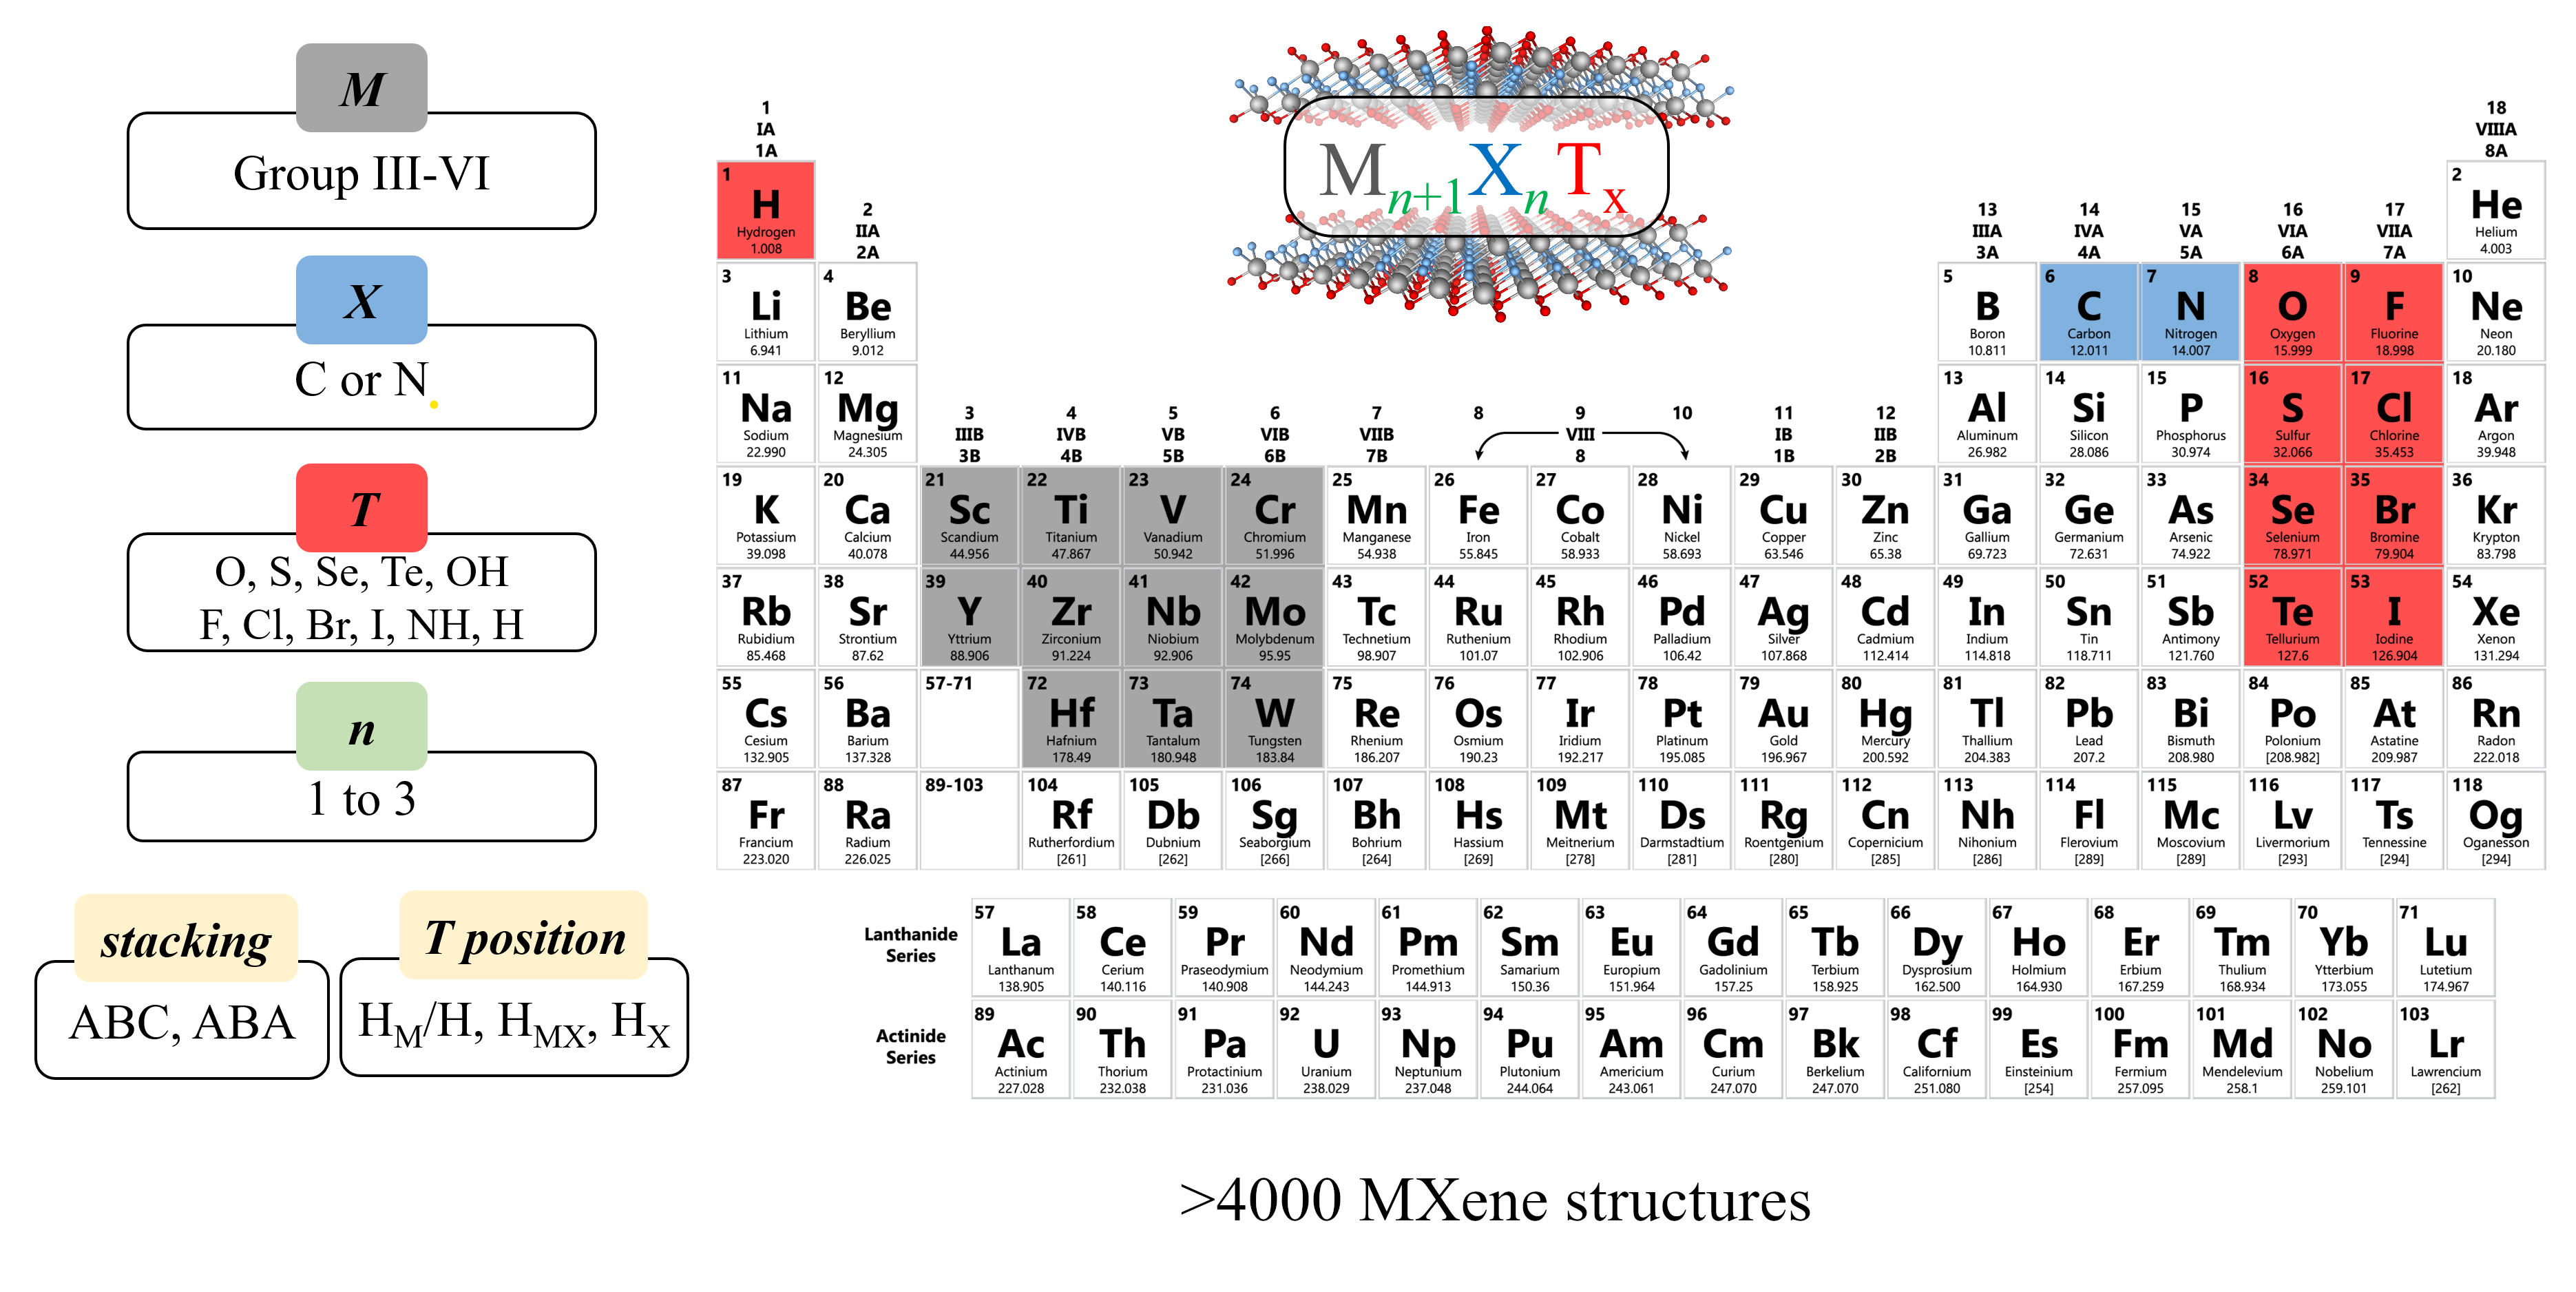 M
Group III-VI
X
C or N
T
O, S, Se, Te, OH
F, Cl, Br, I, NH, H
n
1 to 3
stacking
ABC, ABA
T position
H_M/H, H_MX, H_X
M_n+1 X_n T_x
1
IA
1A
2
IIA
2A
3
IIIB
3B
4
IVB
4B
5
VB
5B
6
VIB
6B
7
VIIB
7B
8 9 10
VIII
8
11
IB
1B
12
IIB
2B
13
IIIA
3A
14
IVA
4A
15
VA
5A
16
VIA
6A
17
VIIA
7A
18
VIIIA
8A
1 H Hydrogen 1.008
2 He Helium 4.003
3 Li Lithium 6.941
4 Be Beryllium 9.012
5 B Boron 10.811
6 C Carbon 12.011
7 N Nitrogen 14.007
8 O Oxygen 15.999
9 F Fluorine 18.998
10 Ne Neon 20.180
11 Na Sodium 22.990
12 Mg Magnesium 24.305
13 Al Aluminum 26.982
14 Si Silicon 28.086
15 P Phosphorus 30.974
16 S Sulfur 32.066
17 Cl Chlorine 35.453
18 Ar Argon 39.948
19 K Potassium 39.098
20 Ca Calcium 40.078
21 Sc Scandium 44.956
22 Ti Titanium 47.867
23 V Vanadium 50.942
24 Cr Chromium 51.996
25 Mn Manganese 54.938
26 Fe Iron 55.845
27 Co Cobalt 58.933
28 Ni Nickel 58.693
29 Cu Copper 63.546
30 Zn Zinc 65.38
31 Ga Gallium 69.723
32 Ge Germanium 72.631
33 As Arsenic 74.922
34 Se Selenium 78.971
35 Br Bromine 79.904
36 Kr Krypton 83.798
37 Rb Rubidium 85.468
38 Sr Strontium 87.62
39 Y Yttrium 88.906
40 Zr Zirconium 91.224
41 Nb Niobium 92.906
42 Mo Molybdenum 95.95
43 Tc Technetium 98.907
44 Ru Ruthenium 101.07
45 Rh Rhodium 102.906
46 Pd Palladium 106.42
47 Ag Silver 107.868
48 Cd Cadmium 112.414
49 In Indium 114.818
50 Sn Tin 118.711
51 Sb Antimony 121.760
52 Te Tellurium 127.6
53 I Iodine 126.904
54 Xe Xenon 131.294
55 Cs Cesium 132.905
56 Ba Barium 137.328
57-71
72 Hf Hafnium 178.49
73 Ta Tantalum 180.948
74 W Tungsten 183.84
75 Re Rhenium 186.207
76 Os Osmium 190.23
77 Ir Iridium 192.217
78 Pt Platinum 195.085
79 Au Gold 196.967
80 Hg Mercury 200.592
81 Tl Thallium 204.383
82 Pb Lead 207.2
83 Bi Bismuth 208.980
84 Po Polonium [208.982]
85 At Astatine 209.987
86 Rn Radon 222.018
87 Fr Francium 223.020
88 Ra Radium 226.025
89-103
104 Rf Rutherfordium [261]
105 Db Dubnium [262]
106 Sg Seaborgium [266]
107 Bh Bohrium [264]
108 Hs Hassium [269]
109 Mt Meitnerium [278]
110 Ds Darmstadtium [281]
111 Rg Roentgenium [280]
112 Cn Copernicium [285]
113 Nh Nihonium [286]
114 Fl Flerovium [289]
115 Mc Moscovium [289]
116 Lv Livermorium [293]
117 Ts Tennessine [294]
118 Og Oganesson [294]
Lanthanide
Series
57 La Lanthanum 138.905
58 Ce Cerium 140.116
59 Pr Praseodymium 140.908
60 Nd Neodymium 144.243
61 Pm Promethium 144.913
62 Sm Samarium 150.36
63 Eu Europium 151.964
64 Gd Gadolinium 157.25
65 Tb Terbium 158.925
66 Dy Dysprosium 162.500
67 Ho Holmium 164.930
68 Er Erbium 167.259
69 Tm Thulium 168.934
70 Yb Ytterbium 173.055
71 Lu Lutetium 174.967
Actinide
Series
89 Ac Actinium 227.028
90 Th Thorium 232.038
91 Pa Protactinium 231.036
92 U Uranium 238.029
93 Np Neptunium 237.048
94 Pu Plutonium 244.064
95 Am Americium 243.061
96 Cm Curium 247.070
97 Bk Berkelium 247.070
98 Cf Californium 251.080
99 Es Einsteinium [254]
100 Fm Fermium 257.095
101 Md Mendelevium 258.1
102 No Nobelium 259.101
103 Lr Lawrencium [262]
>4000 MXene structures